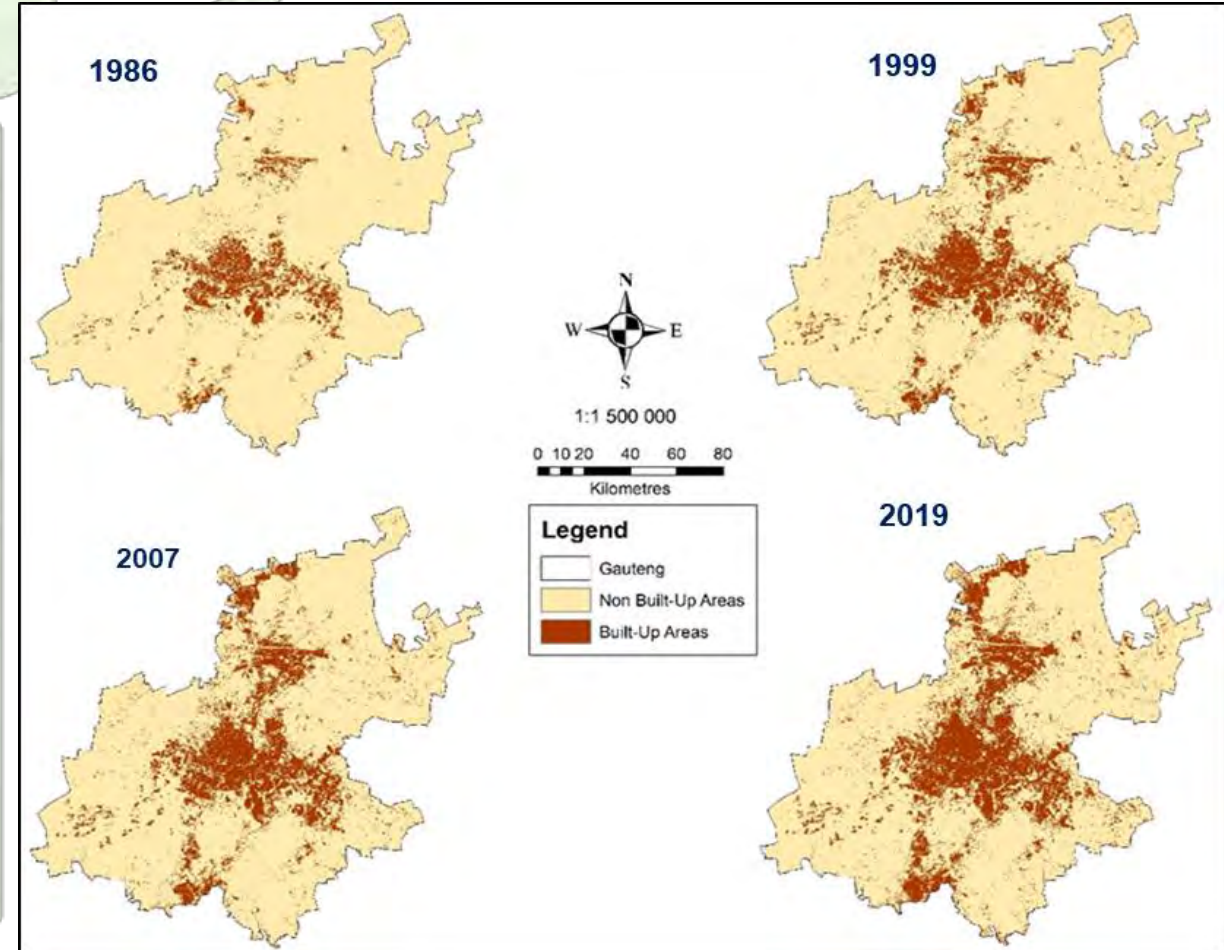 1986
1999
N
W E
S
1:1 500 000
0 10 20 40 60 80
Kilometres
2007
2019
Legend
Gauteng
Non Built-Up Areas
Built-Up Areas